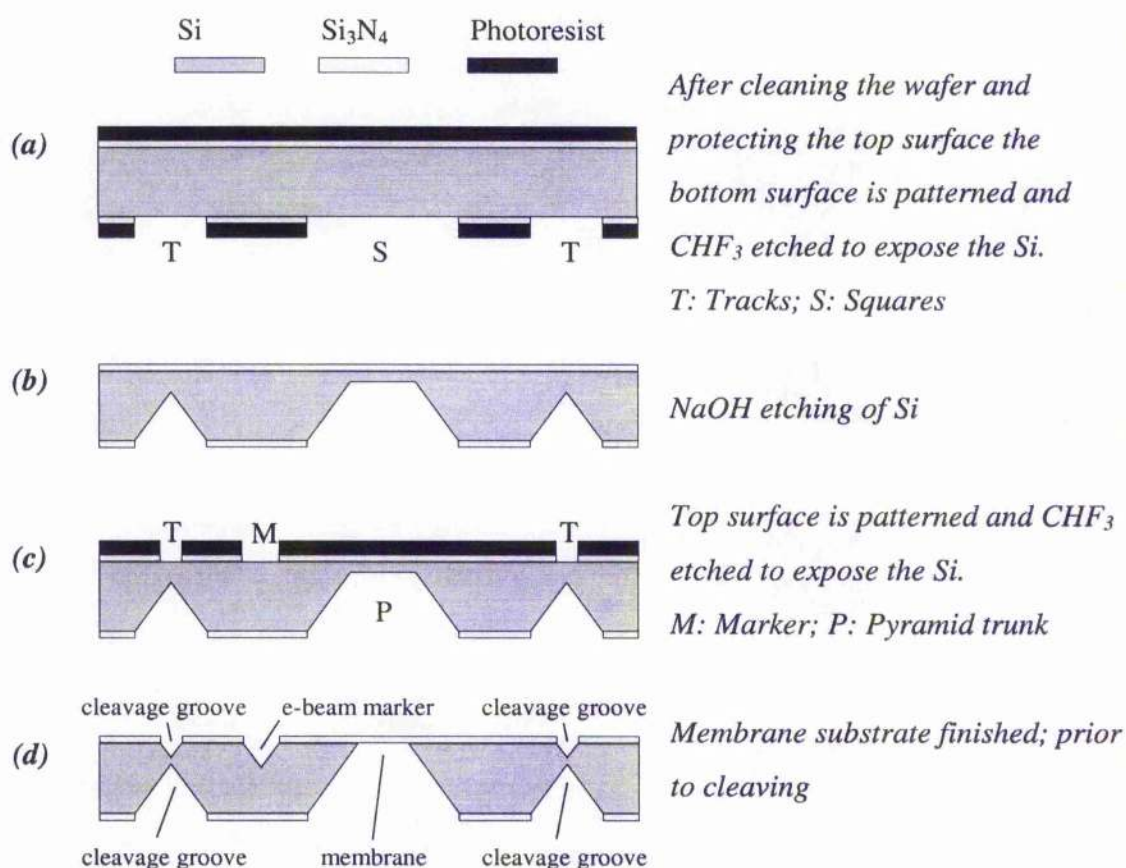 Si Si₃N₄ Photoresist
(a)
After cleaning the wafer and
protecting the top surface the
bottom surface is patterned and
CHF₃ etched to expose the Si.
T: Tracks; S: Squares
T S T
(b)
NaOH etching of Si
(c)
T M T
P
Top surface is patterned and CHF₃
etched to expose the Si.
M: Marker; P: Pyramid trunk
(d)
cleavage groove e-beam marker cleavage groove
cleavage groove membrane cleavage groove
Membrane substrate finished; prior
to cleaving